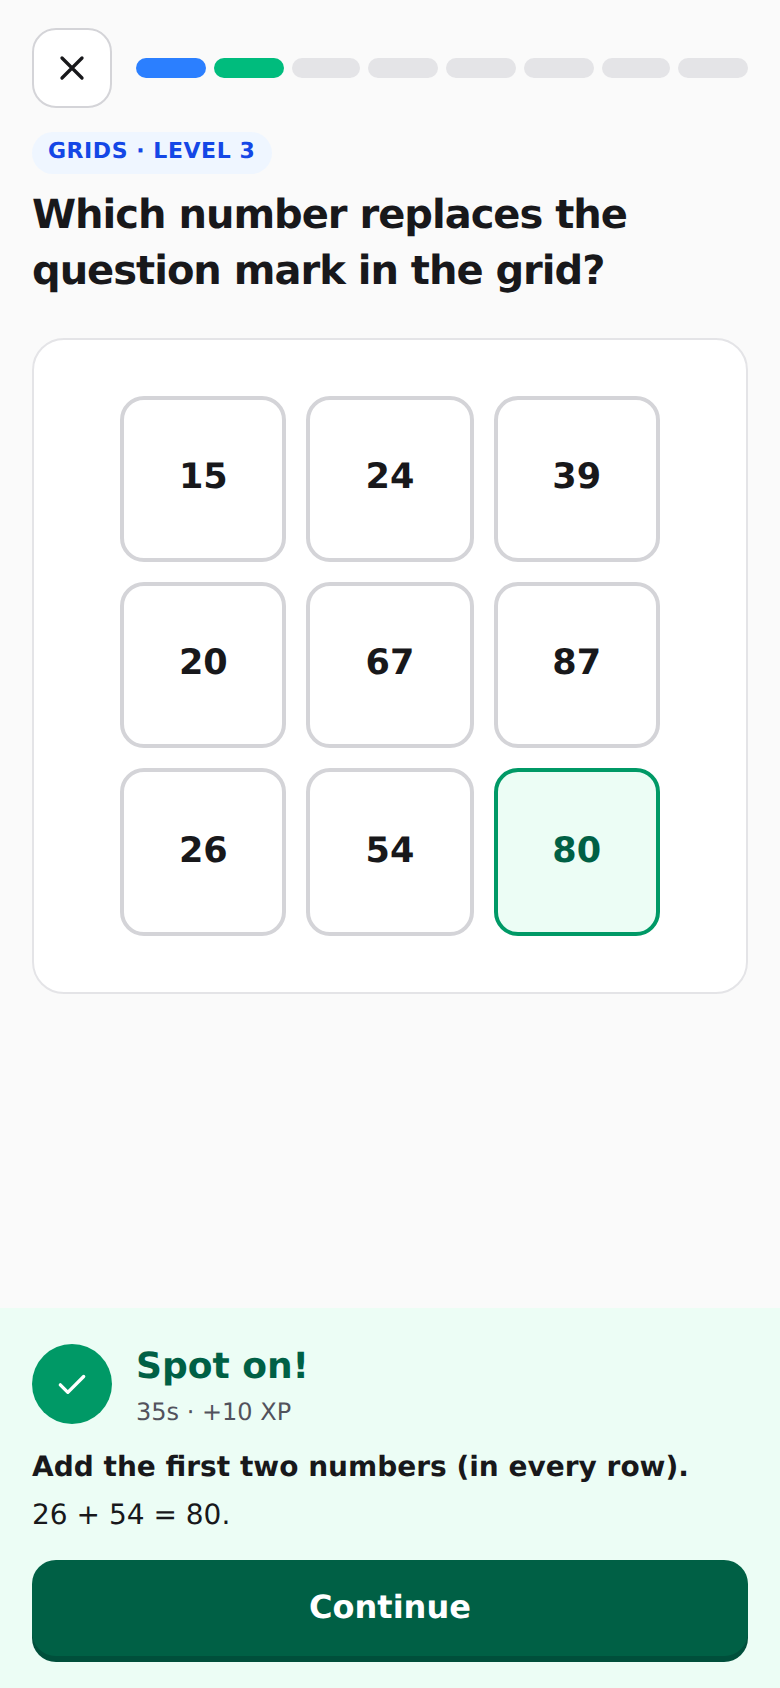 GRIDS · LEVEL 3
Which number replaces the
question mark in the grid?
15 24 39
20 67 87
26 54 80
Spot on!
35s · +10 XP
Add the first two numbers (in every row).
26 + 54 = 80.
Continue